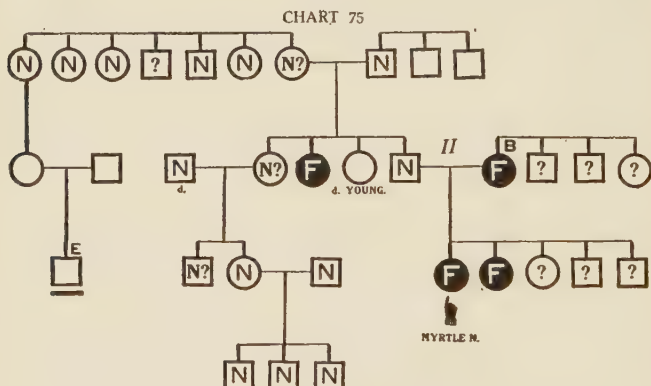 CHART 75
N N N ? N N N? N
II B
N N? F N F ? ? ?
d. d. YOUNG.
E
N? N N F F ? ? ?
MYRTLE N.
N N N